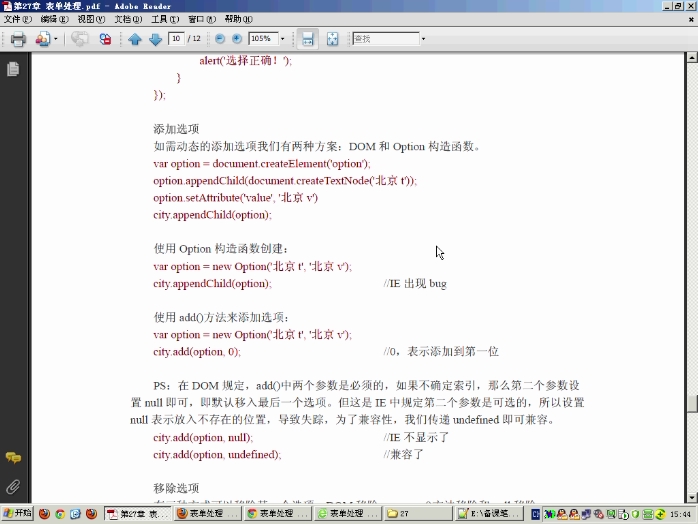 第27章 表单处理.pdf - Adobe Reader
文件(F) 编辑(E) 视图(V) 文档(D) 工具(T) 窗口(W) 帮助(H)
10 / 12 105% 查找
alert('选择正确！');
}
});
添加选项
如需动态的添加选项我们有两种方案：DOM 和 Option 构造函数。
var option = document.createElement('option');
option.appendChild(document.createTextNode('北京 t'));
option.setAttribute('value', '北京 v')
city.appendChild(option);
使用 Option 构造函数创建：
var option = new Option('北京 t', '北京 v');
city.appendChild(option); //IE 出现 bug
使用 add()方法来添加选项：
var option = new Option('北京 t', '北京 v');
city.add(option, 0); //0，表示添加到第一位
PS：在 DOM 规定，add()中两个参数是必须的，如果不确定索引，那么第二个参数设
置 null 即可，即默认移入最后一个选项。但这是 IE 中规定第二个参数是可选的，所以设置
null 表示放入不存在的位置，导致失踪，为了兼容性，我们传递 undefined 即可兼容。
city.add(option, null); //IE 不显示了
city.add(option, undefined); //兼容了
移除选项
开始 第27章 表... 表单处理 ... 表单处理 ... 表单处理 ... 27 E:\备课笔... 15:44